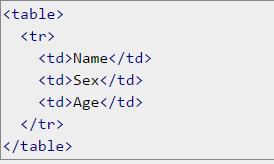 <table>
  <tr>
    <td>Name</td>
    <td>Sex</td>
    <td>Age</td>
  </tr>
</table>